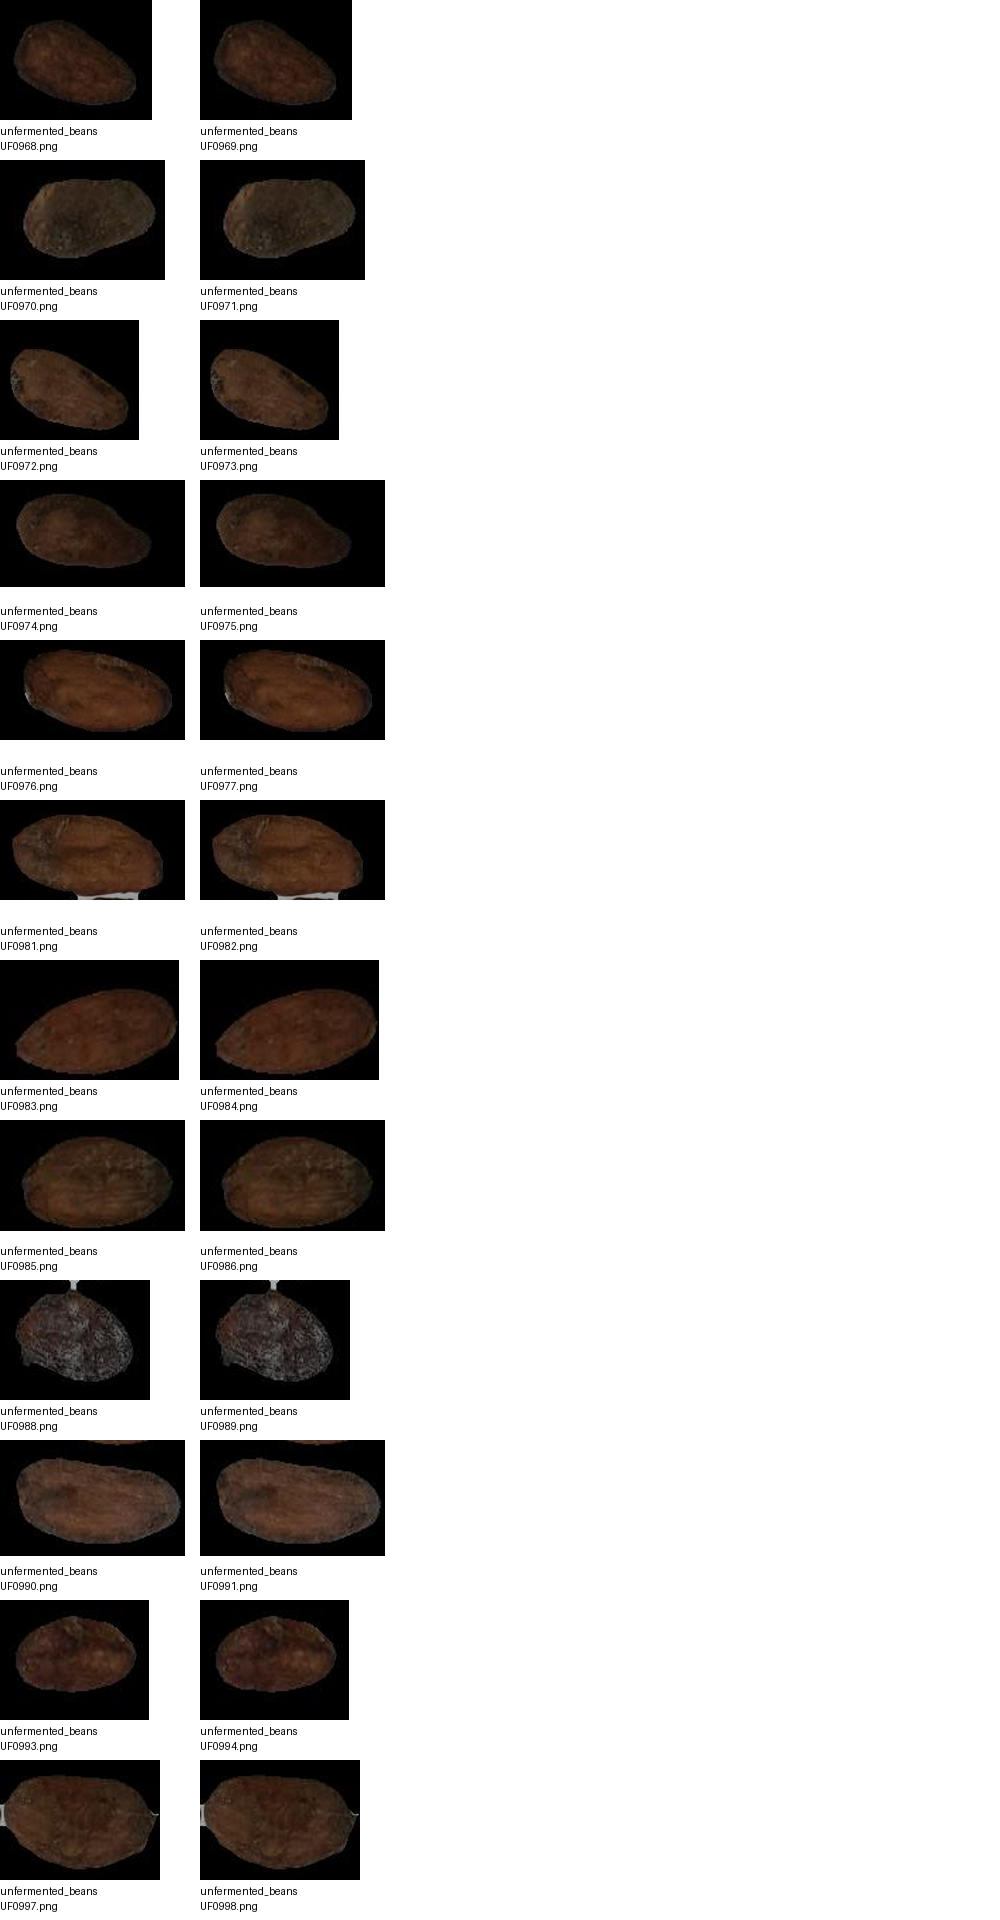 unfermented_beans
UF0968.png
unfermented_beans
UF0969.png
unfermented_beans
UF0970.png
unfermented_beans
UF0971.png
unfermented_beans
UF0972.png
unfermented_beans
UF0973.png
unfermented_beans
UF0974.png
unfermented_beans
UF0975.png
unfermented_beans
UF0976.png
unfermented_beans
UF0977.png
unfermented_beans
UF0981.png
unfermented_beans
UF0982.png
unfermented_beans
UF0983.png
unfermented_beans
UF0984.png
unfermented_beans
UF0985.png
unfermented_beans
UF0986.png
unfermented_beans
UF0988.png
unfermented_beans
UF0989.png
unfermented_beans
UF0990.png
unfermented_beans
UF0991.png
unfermented_beans
UF0993.png
unfermented_beans
UF0994.png
unfermented_beans
UF0997.png
unfermented_beans
UF0998.png